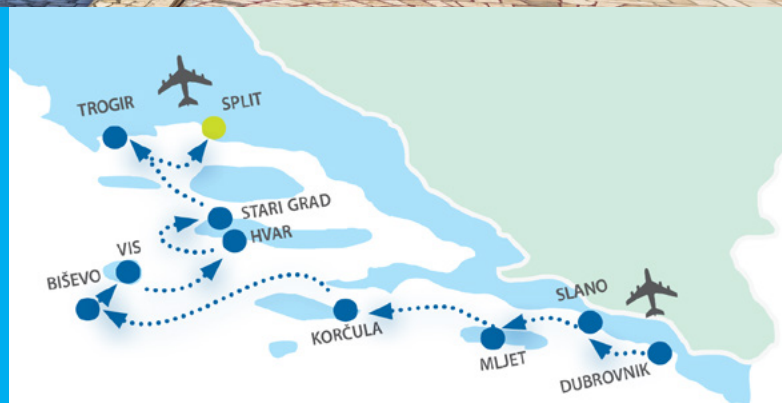 TROGIR
SPLIT
STARI GRAD
HVAR
VIS
BIŠEVO
KORČULA
MLJET
SLANO
DUBROVNIK